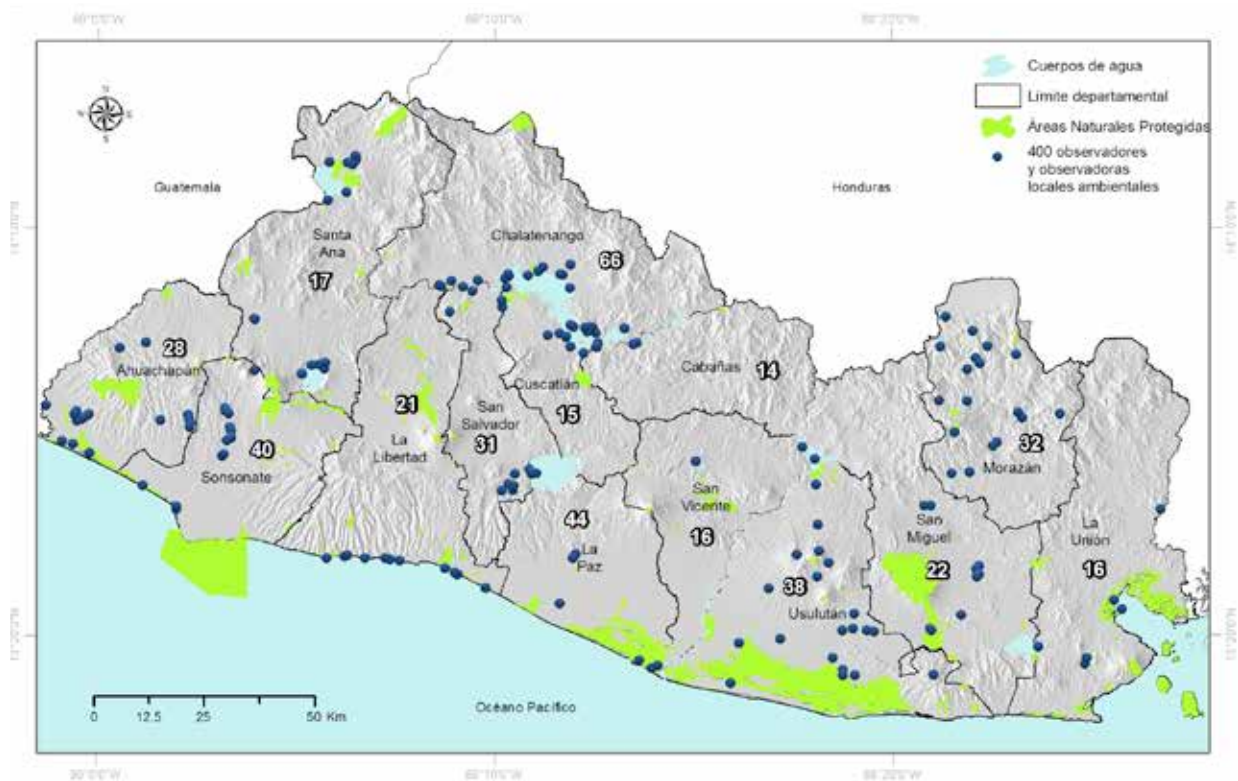 Cuerpos de agua
Límite departamental
Áreas Naturales Protegidas
400 observadores
y observadoras
locales ambientales
Guatemala
Honduras
Santa
Ana
17
Chalatenango
66
28
Ahuachapán
Cabañas
14
Cuscatlán
15
21
La
Libertad
San
Salvador
31
40
Sonsonate
32
Morazán
San
Vicente
16
44
La
Paz
San
Miguel
22
La
Unión
16
38
Usulután
0 12.5 25 50 Km
Océano Pacífico